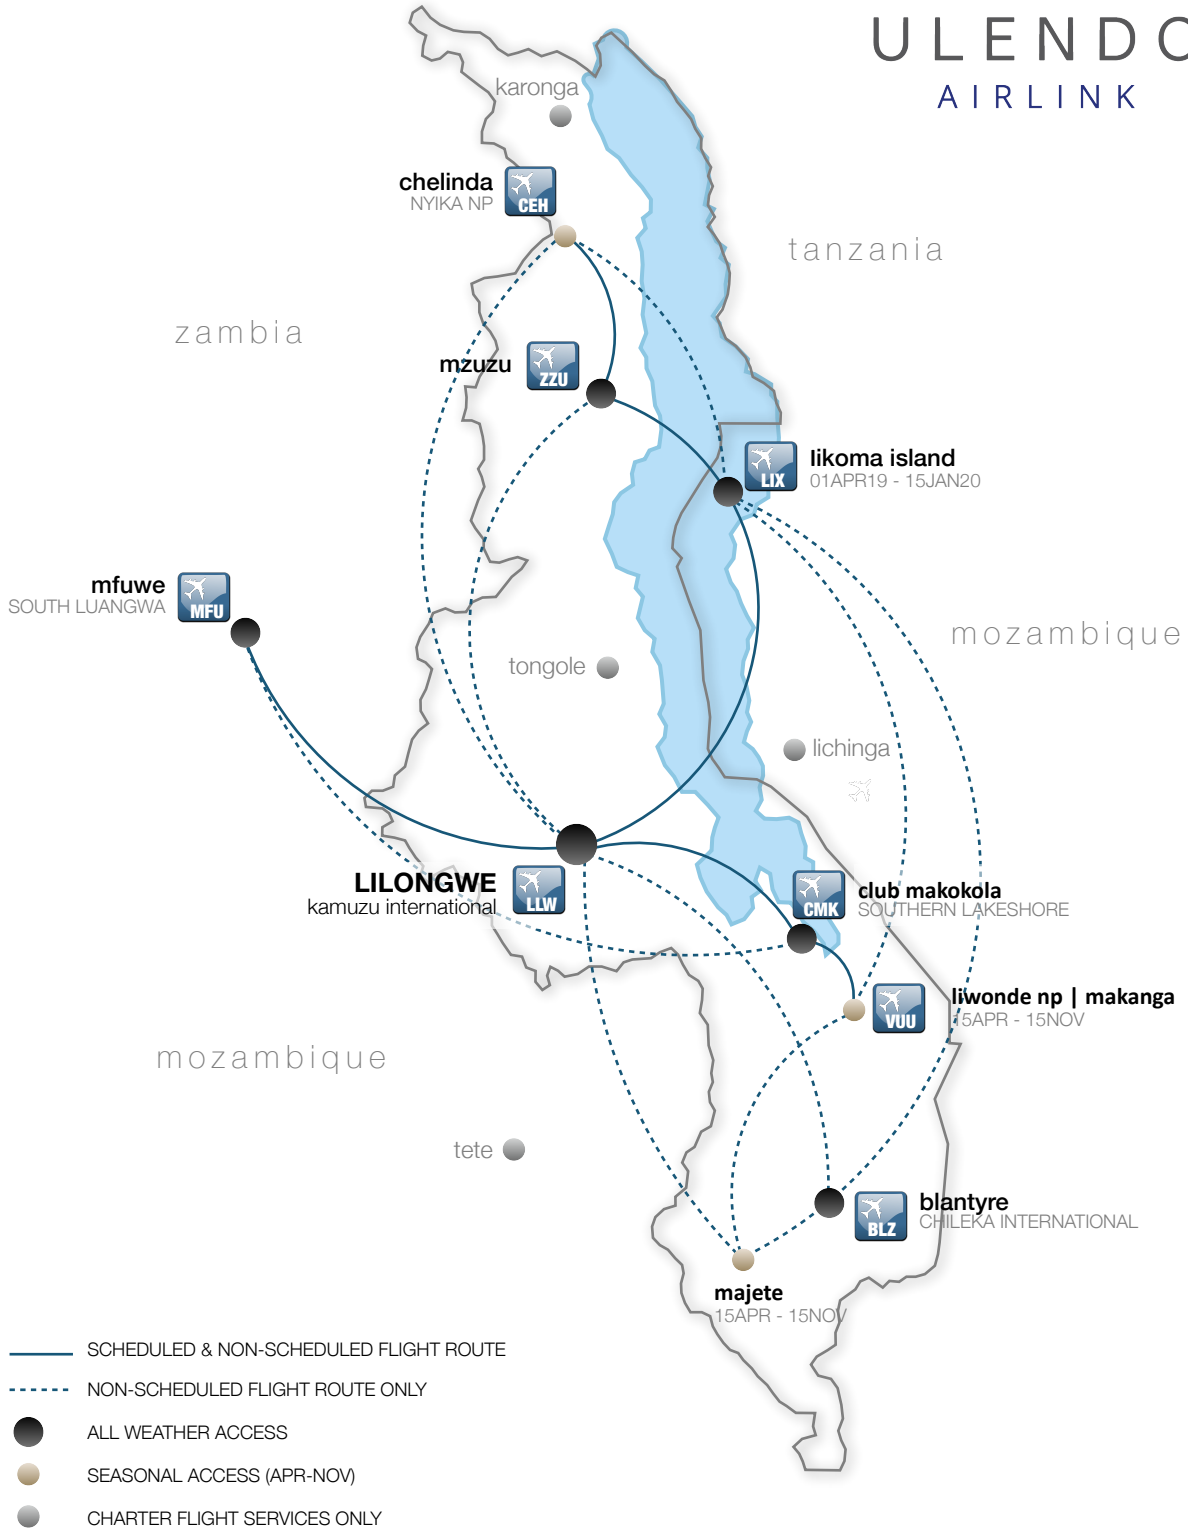 ULENDO
AIRLINK
karonga
chelinda
NYIKA NP
CEH
tanzania
zambia
mzuzu
ZZU
likoma island
01APR19 - 15JAN20
LIX
mfuwe
SOUTH LUANGWA
MFU
mozambique
tongole
lichinga
LILONGWE
kamuzu international
LLW
CMK
club makokola
SOUTHERN LAKESHORE
VUU
liwonde np | makanga
15APR - 15NOV
mozambique
tete
BLZ
blantyre
CHILEKA INTERNATIONAL
majete
15APR - 15NOV
SCHEDULED & NON-SCHEDULED FLIGHT ROUTE
NON-SCHEDULED FLIGHT ROUTE ONLY
ALL WEATHER ACCESS
SEASONAL ACCESS (APR-NOV)
CHARTER FLIGHT SERVICES ONLY